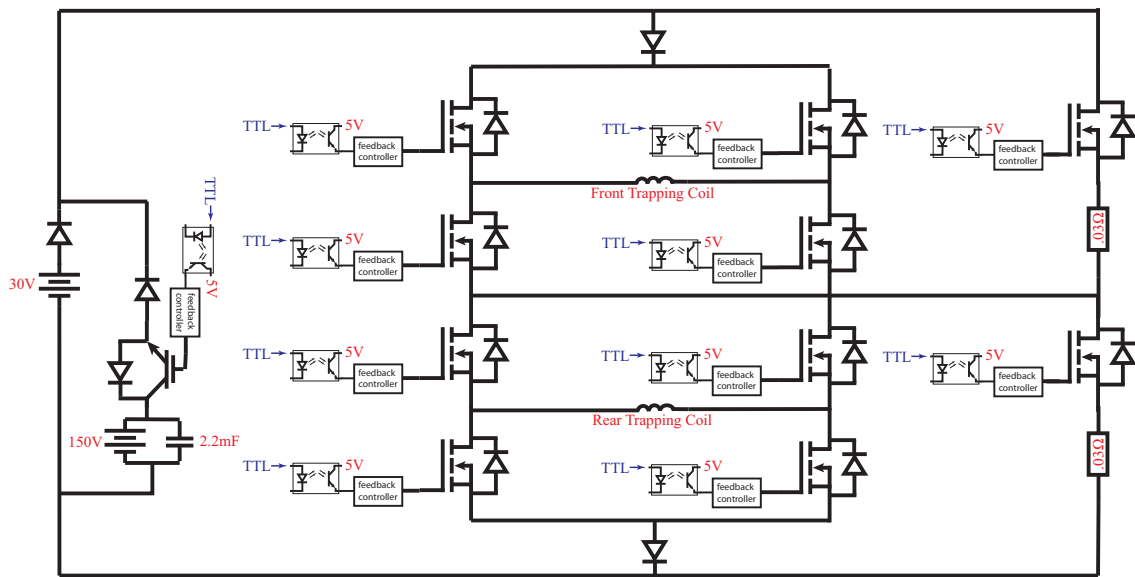 TTL
5V
feedback
controller
TTL
5V
feedback
controller
TTL
5V
feedback
controller
Front Trapping Coil
TTL
5V
feedback
controller
30V
TTL
5V
feedback
controller
TTL
5V
feedback
controller
.03Ω
TTL
5V
feedback
controller
TTL
5V
feedback
controller
TTL
5V
feedback
controller
Rear Trapping Coil
150V
2.2mF
TTL
5V
feedback
controller
TTL
5V
feedback
controller
.03Ω